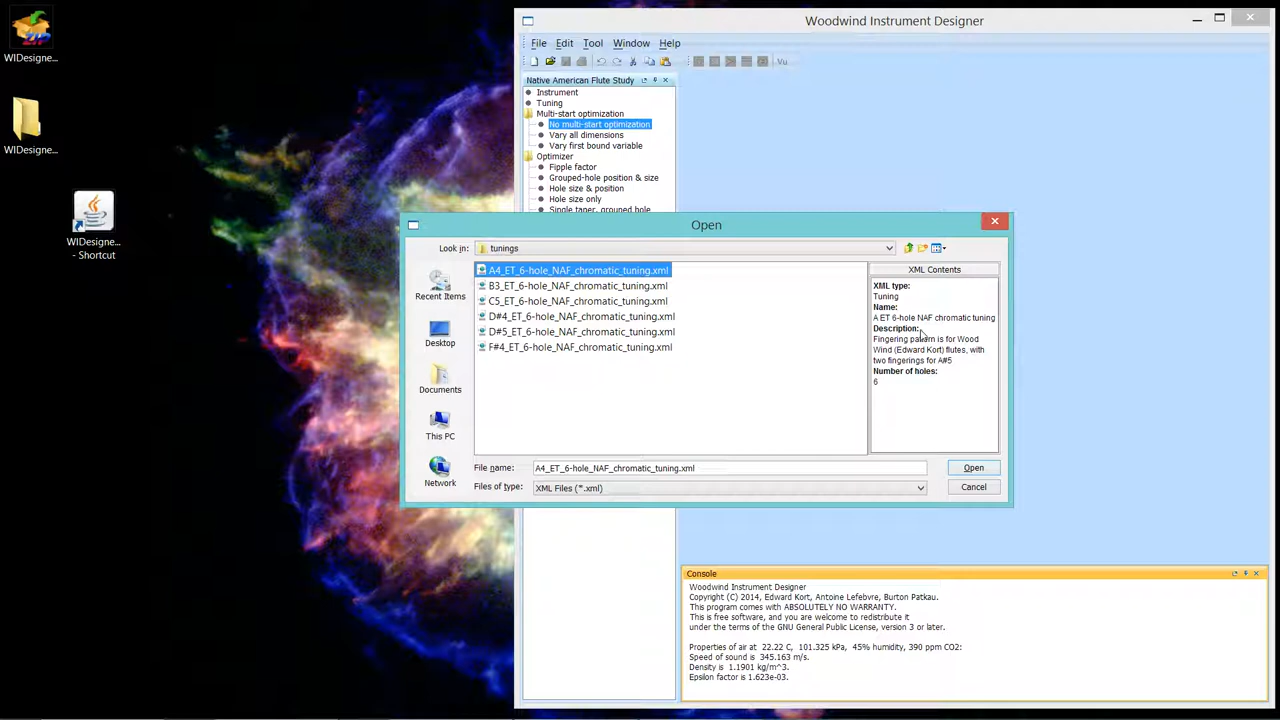 WIDesigne...
WIDesigne...
WIDesigne...
- Shortcut
Woodwind Instrument Designer
File Edit Tool Window Help
Vu
Native American Flute Study
Instrument
Tuning
Multi-start optimization
No multi-start optimization
Vary all dimensions
Vary first bound variable
Optimizer
Fipple factor
Grouped-hole position & size
Hole size & position
Hole size only
Single taper, grouped hole
Open
Look in: tunings
Recent Items
Desktop
Documents
This PC
Network
A4_ET_6-hole_NAF_chromatic_tuning.xml
B3_ET_6-hole_NAF_chromatic_tuning.xml
C5_ET_6-hole_NAF_chromatic_tuning.xml
D#4_ET_6-hole_NAF_chromatic_tuning.xml
D#5_ET_6-hole_NAF_chromatic_tuning.xml
F#4_ET_6-hole_NAF_chromatic_tuning.xml
XML Contents
XML type:
Tuning
Name:
A ET 6-hole NAF chromatic tuning
Description:
Fingering pattern is for Wood
Wind (Edward Kort) flutes, with
two fingerings for A#5
Number of holes:
6
File name: A4_ET_6-hole_NAF_chromatic_tuning.xml Open
Files of type: XML Files (*.xml) Cancel
Console
Woodwind Instrument Designer
Copyright (C) 2014, Edward Kort, Antoine Lefebvre, Burton Patkau.
This program comes with ABSOLUTELY NO WARRANTY.
This is free software, and you are welcome to redistribute it
under the terms of the GNU General Public License, version 3 or later.
Properties of air at 22.22 C, 101.325 kPa, 45% humidity, 390 ppm CO2:
Speed of sound is 345.163 m/s.
Density is 1.1901 kg/m^3.
Epsilon factor is 1.623e-03.